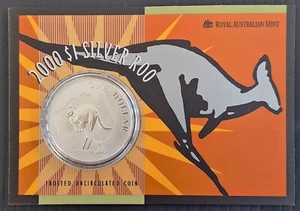 ROYAL AUSTRALIAN MINT
2000 $1 SILVER ROO
ONE DOLLAR
FROSTED UNCIRCULATED COIN